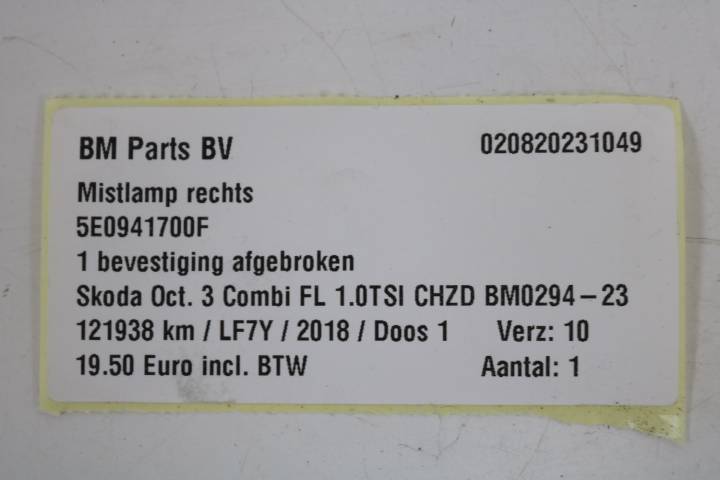 BM Parts BV 020820231049
Mistlamp rechts
5E0941700F
1 bevestiging afgebroken
Skoda Oct. 3 Combi FL 1.0TSI CHZD BM0294-23
121938 km / LF7Y / 2018 / Doos 1 Verz: 10
19.50 Euro incl. BTW Aantal: 1